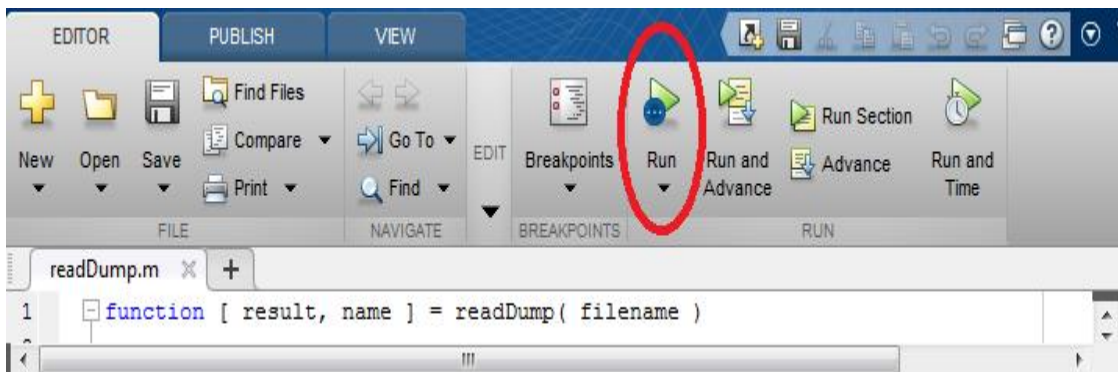 EDITOR PUBLISH VIEW
Find Files
Compare
Print
New Open Save
FILE
Go To
Find
NAVIGATE
EDIT
Breakpoints
BREAKPOINTS
Run
Run and
Advance
Run Section
Advance
Run and
Time
RUN
readDump.m
1 function [ result, name ] = readDump( filename )